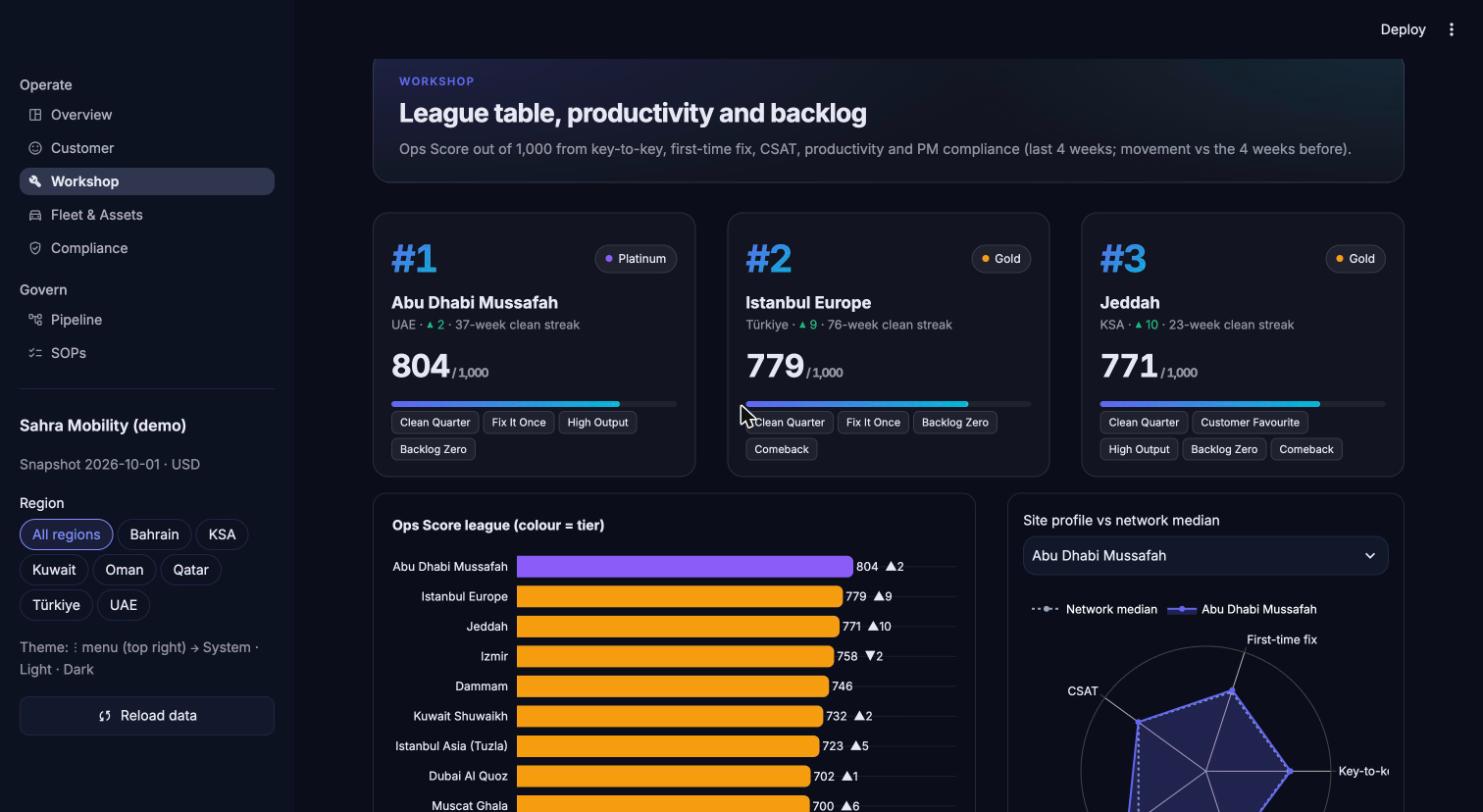 Deploy
Operate
Overview
Customer
Workshop
Fleet & Assets
Compliance
Govern
Pipeline
SOPs
Sahra Mobility (demo)
Snapshot 2026-10-01 · USD
Region
All regions
Bahrain
KSA
Kuwait
Oman
Qatar
Türkiye
UAE
Theme: ⋮ menu (top right) → System ·
Light · Dark
Reload data
WORKSHOP
League table, productivity and backlog
Ops Score out of 1,000 from key-to-key, first-time fix, CSAT, productivity and PM compliance (last 4 weeks; movement vs the 4 weeks before).
#1
Platinum
Abu Dhabi Mussafah
UAE · ▲ 2 · 37-week clean streak
804 / 1,000
Clean Quarter Fix It Once High Output
Backlog Zero
#2
Gold
Istanbul Europe
Türkiye · ▲ 9 · 76-week clean streak
779 / 1,000
Clean Quarter Fix It Once Backlog Zero
Comeback
#3
Gold
Jeddah
KSA · ▲ 10 · 23-week clean streak
771 / 1,000
Clean Quarter Customer Favourite
High Output Backlog Zero Comeback
Ops Score league (colour = tier)
Abu Dhabi Mussafah 804 ▲2
Istanbul Europe 779 ▲9
Jeddah 771 ▲10
Izmir 758 ▼2
Dammam 746
Kuwait Shuwaikh 732 ▲2
Istanbul Asia (Tuzla) 723 ▲5
Dubai Al Quoz 702 ▲1
Muscat Ghala 700 ▲6
Site profile vs network median
Abu Dhabi Mussafah
Network median Abu Dhabi Mussafah
First-time fix
CSAT
Key-to-k